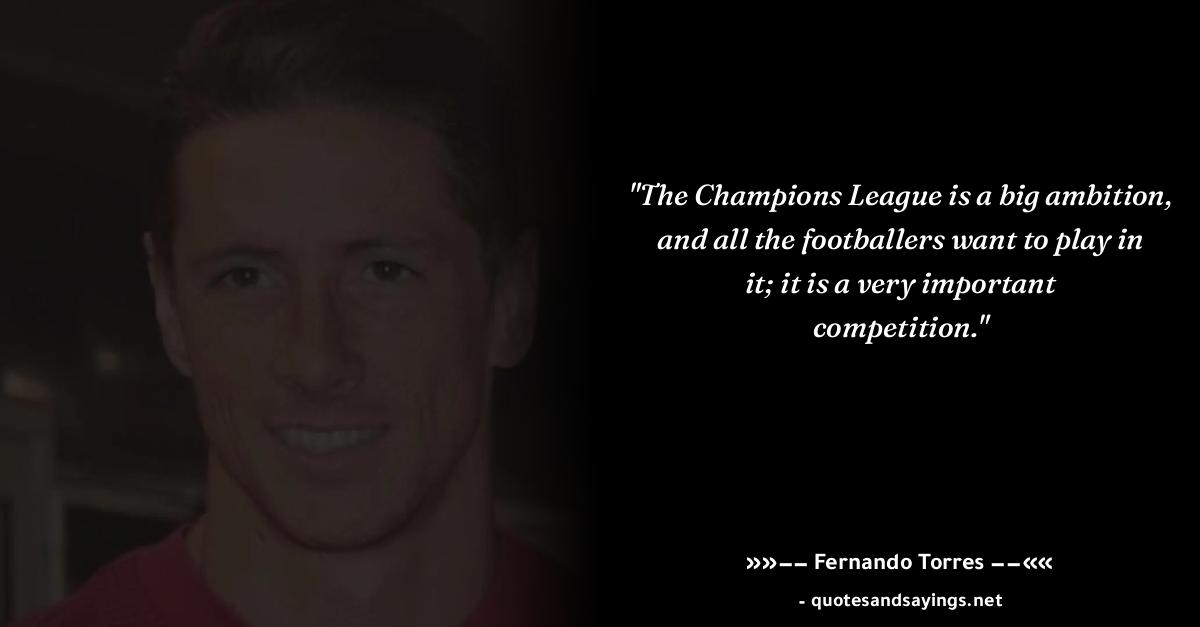 "The Champions League is a big ambition,
and all the footballers want to play in
it; it is a very important
competition."
»»−− Fernando Torres −−««
- quotesandsayings.net